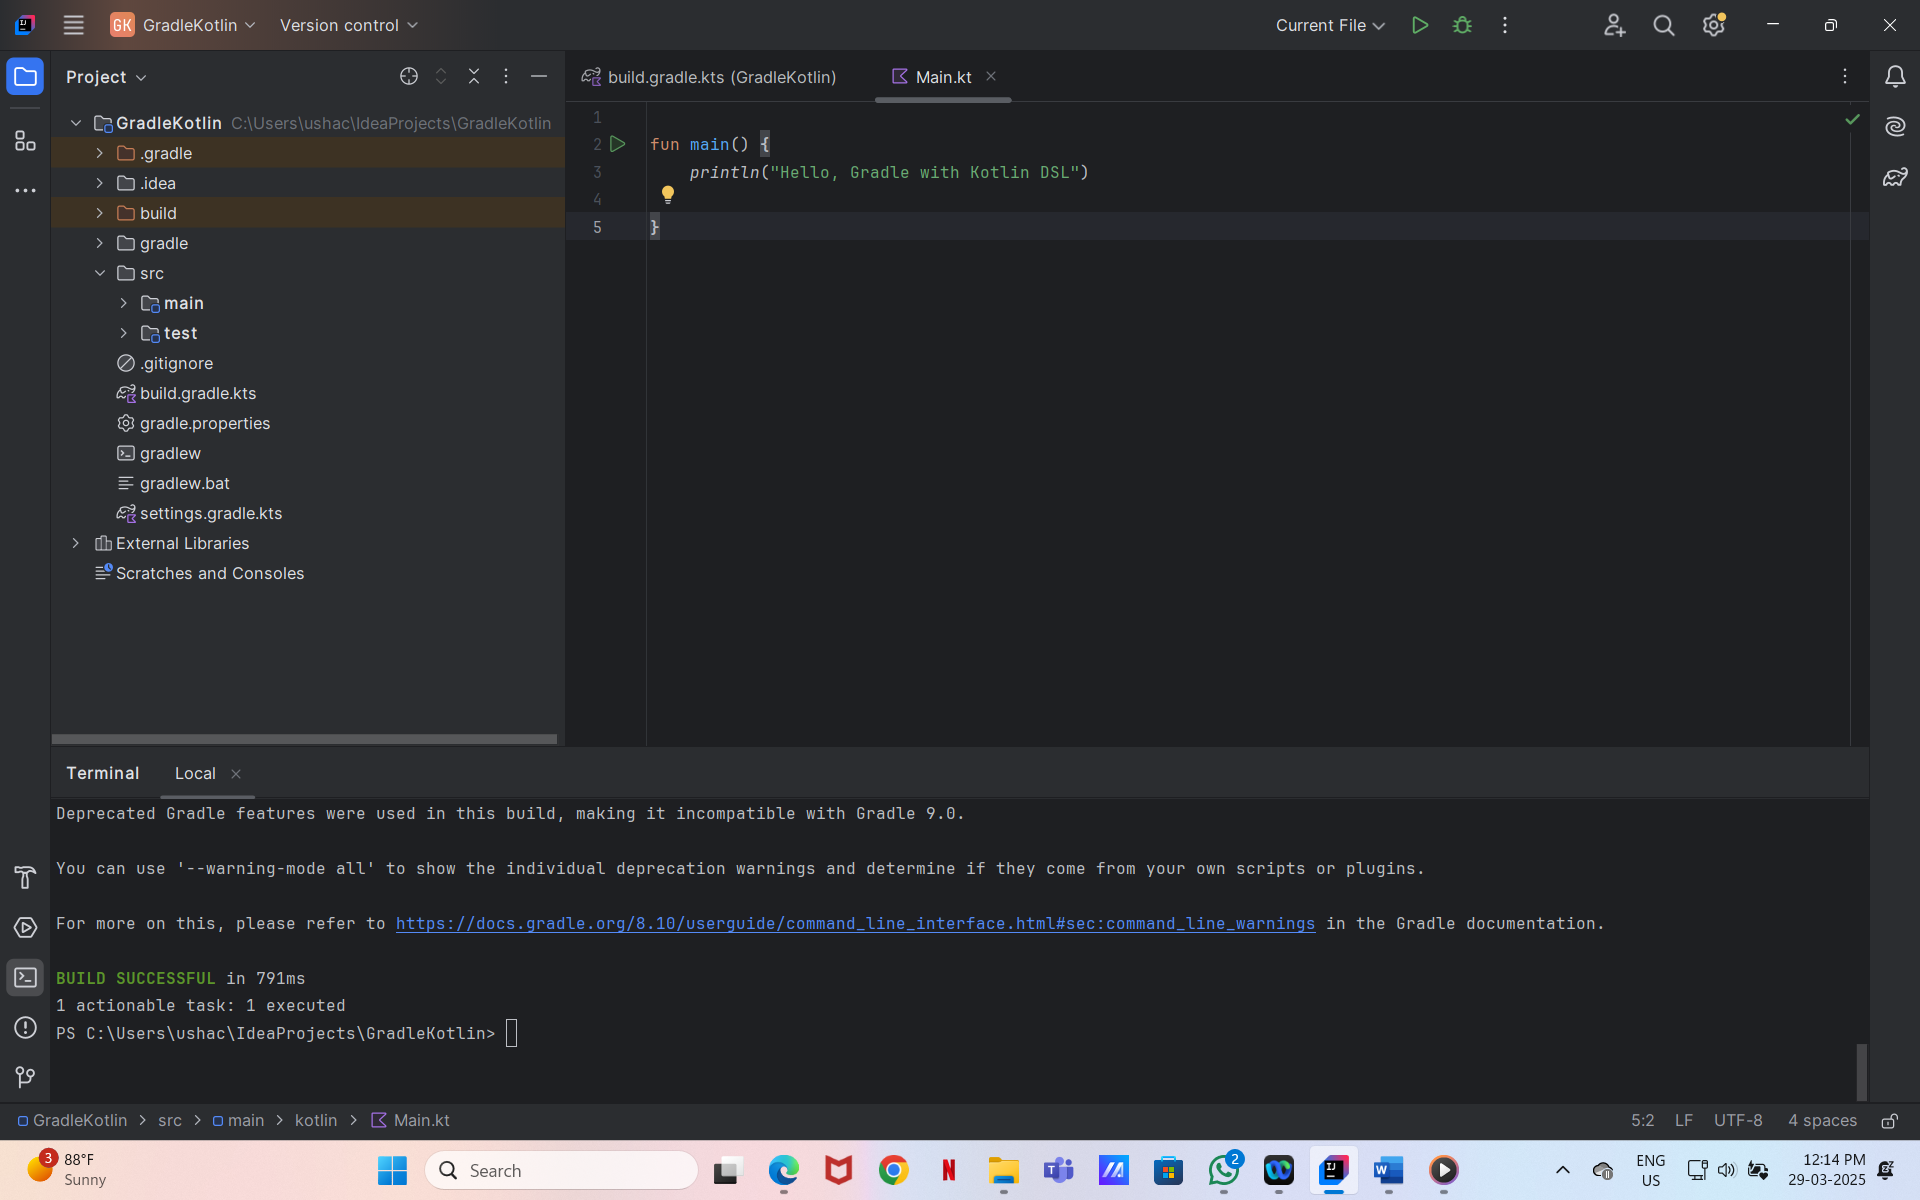 GK GradleKotlin Version control Current File
Project
build.gradle.kts (GradleKotlin) Main.kt
GradleKotlin C:\Users\ushac\IdeaProjects\GradleKotlin
.gradle
.idea
build
gradle
src
main
test
.gitignore
build.gradle.kts
gradle.properties
gradlew
gradlew.bat
settings.gradle.kts
External Libraries
Scratches and Consoles
1
2 fun main() {
3 println("Hello, Gradle with Kotlin DSL")
4
5 }
Terminal Local
Deprecated Gradle features were used in this build, making it incompatible with Gradle 9.0.
You can use '--warning-mode all' to show the individual deprecation warnings and determine if they come from your own scripts or plugins.
For more on this, please refer to https://docs.gradle.org/8.10/userguide/command_line_interface.html#sec:command_line_warnings in the Gradle documentation.
BUILD SUCCESSFUL in 791ms
1 actionable task: 1 executed
PS C:\Users\ushac\IdeaProjects\GradleKotlin>
GradleKotlin > src > main > kotlin > Main.kt
5:2 LF UTF-8 4 spaces
3
88°F
Sunny
Search
2
ENG
US
12:14 PM
29-03-2025